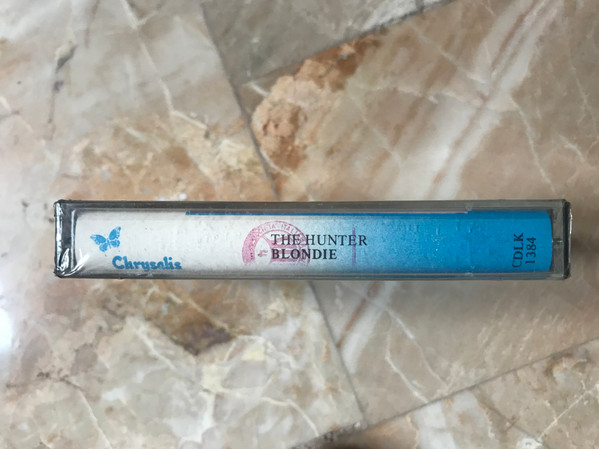 Chrysalis
THE HUNTER
BLONDIE
CDLK
1384